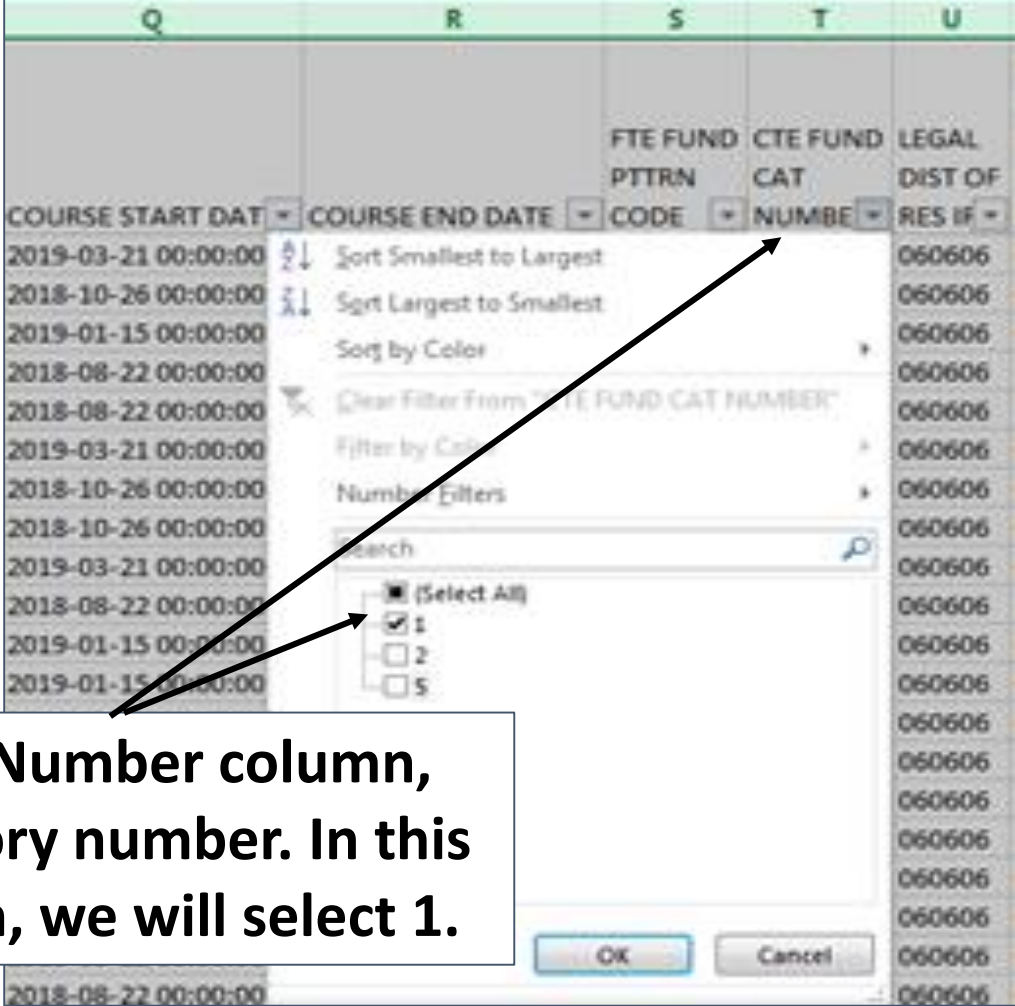 Q R S T U
FTE FUND CTE FUND LEGAL
PTTRN CAT DIST OF
COURSE START DAT COURSE END DATE CODE NUMBE RES IF
2019-03-21 00:00:00 Sort Smallest to Largest 060606
2018-10-26 00:00:00 Sort Largest to Smallest 060606
2019-01-15 00:00:00 Sort by Color 060606
2018-08-22 00:00:00 060606
2018-08-22 00:00:00 Clear Filter From "CTE FUND CAT NUMBER" 060606
2019-03-21 00:00:00 Filter by Color 060606
2018-10-26 00:00:00 Number Filters 060606
2018-10-26 00:00:00 Search 060606
2019-03-21 00:00:00 060606
2018-08-22 00:00:00 (Select All) 060606
2019-01-15 00:00:00 1 060606
2019-01-15 00:00:00 2 060606
5
060606
Number column, 060606
060606
ory number. In this 060606
060606
, we will select 1. 060606
OK Cancel 060606
2018-08-22 00:00:00 060606